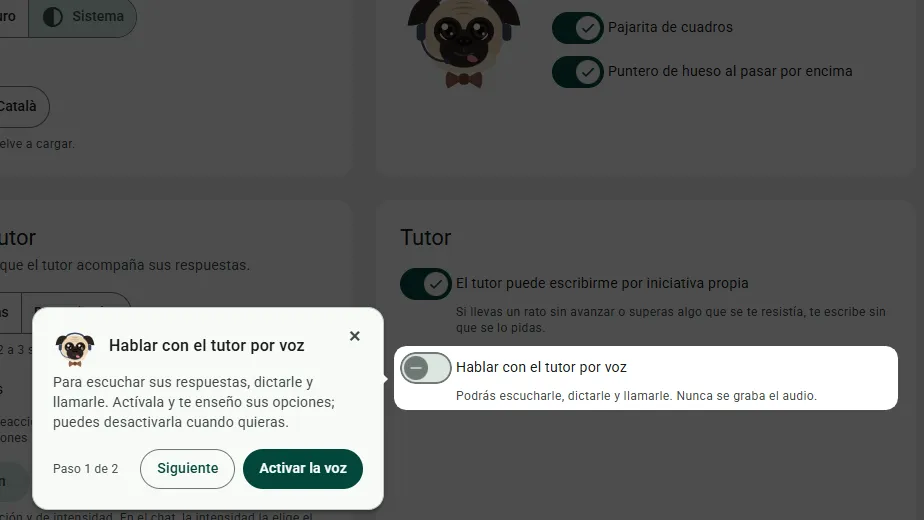 uro
Sistema
Català
elve a cargar.
Pajarita de cuadros
Puntero de hueso al pasar por encima
utor
que el tutor acompaña sus respuestas.
Tutor
El tutor puede escribirme por iniciativa propia
Si llevas un rato sin avanzar o superas algo que se te resistía, te escribe sin
que se lo pidas.
Hablar con el tutor por voz
Podrás escucharle, dictarle y llamarle. Nunca se graba el audio.
Hablar con el tutor por voz
Para escuchar sus respuestas, dictarle y
llamarle. Actívala y te enseño sus opciones;
puedes desactivarla cuando quieras.
Paso 1 de 2
Siguiente
Activar la voz
ción y de intensidad. En el chat, la intensidad la elige el